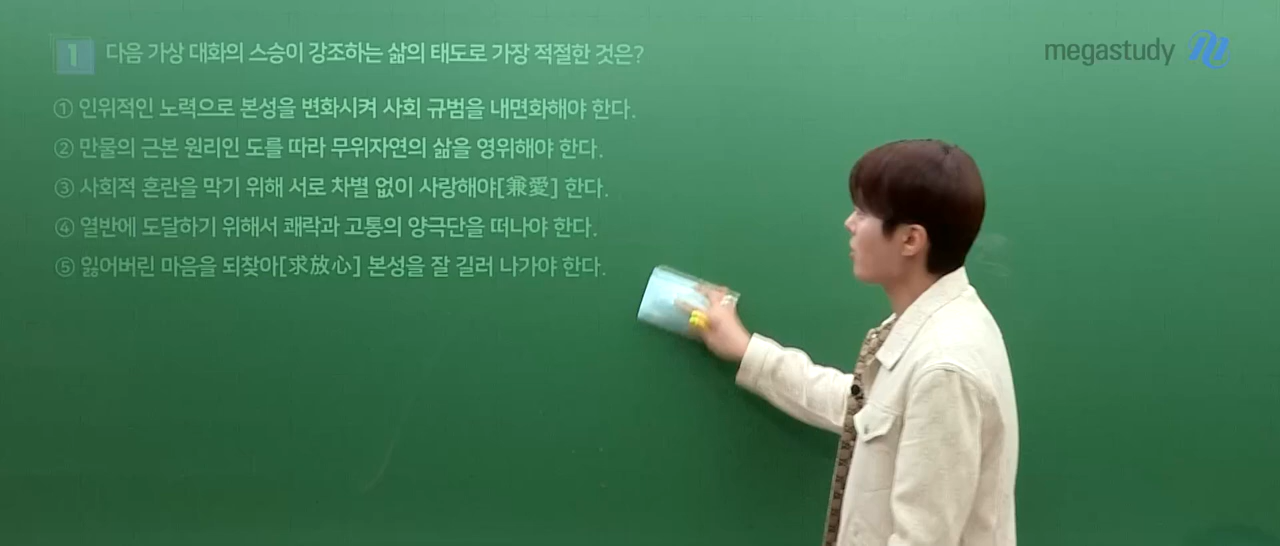 1 다음 가상 대화의 스승이 강조하는 삶의 태도로 가장 적절한 것은?
megastudy
① 인위적인 노력으로 본성을 변화시켜 사회 규범을 내면화해야 한다.
② 만물의 근본 원리인 도를 따라 무위자연의 삶을 영위해야 한다.
③ 사회적 혼란을 막기 위해 서로 차별 없이 사랑해야[兼愛] 한다.
④ 열반에 도달하기 위해서 쾌락과 고통의 양극단을 떠나야 한다.
⑤ 잃어버린 마음을 되찾아[求放心] 본성을 잘 길러 나가야 한다.